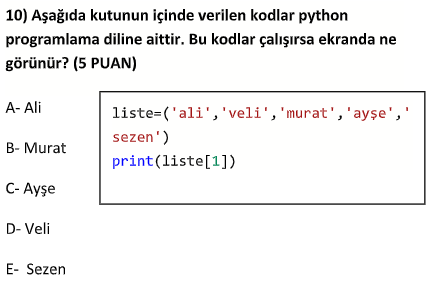 10) Aşağıda kutunun içinde verilen kodlar python
programlama diline aittir. Bu kodlar çalışırsa ekranda ne
görünür? (5 PUAN)
A- Ali
B- Murat
C- Ayşe
D- Veli
E- Sezen
liste=('ali','veli','murat','ayşe','
sezen')
print(liste[1])